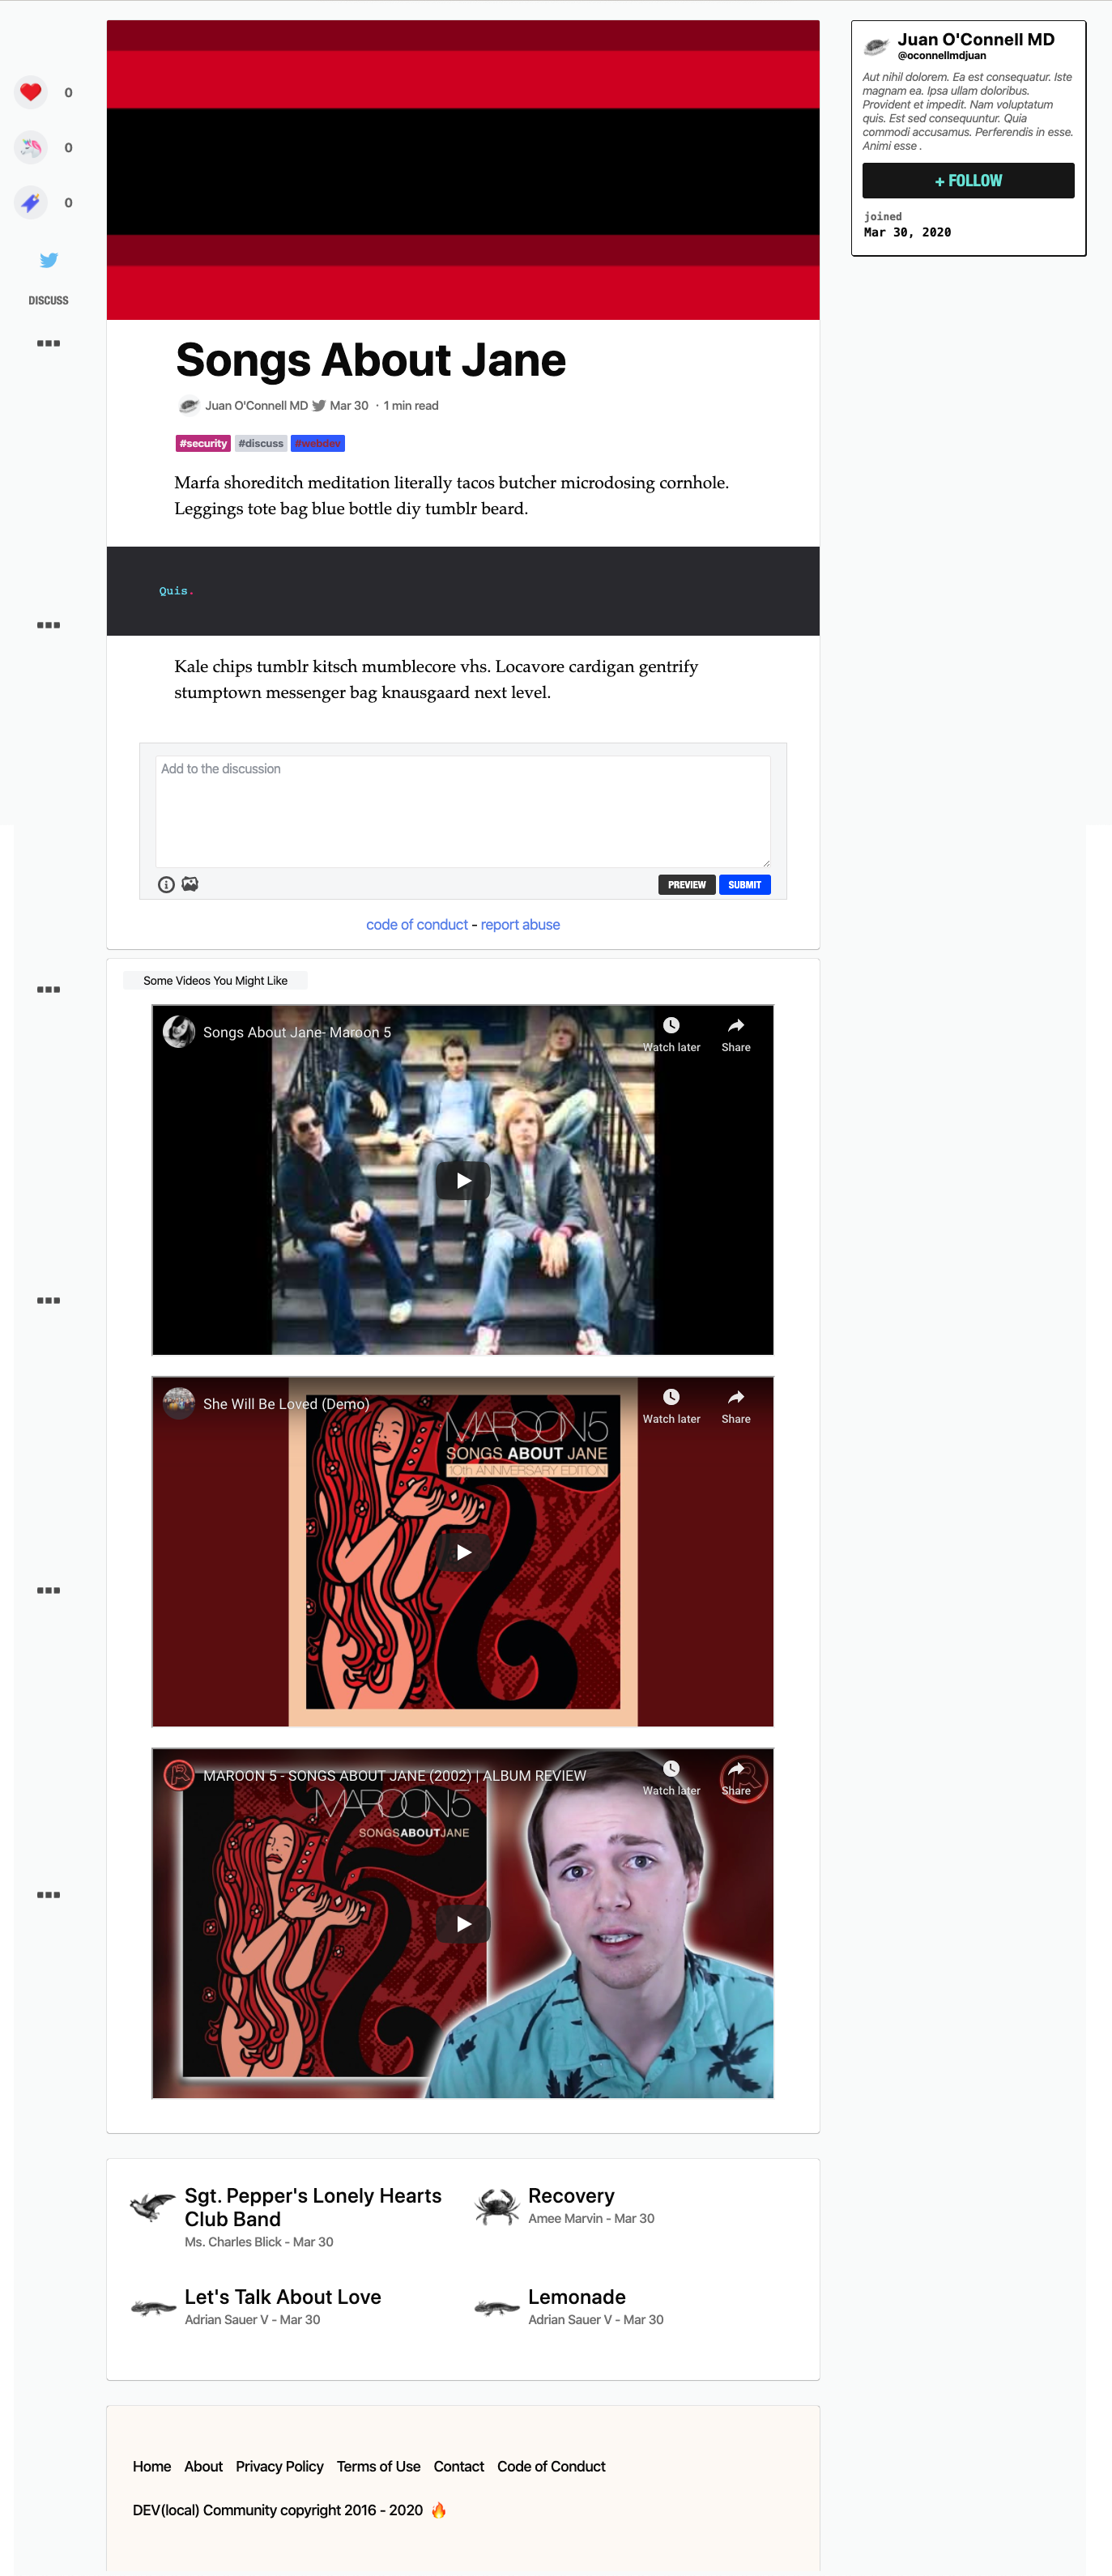 0
0
0
DISCUSS
Songs About Jane
Juan O'Connell MD Mar 30 · 1 min read
#security #discuss #webdev
Marfa shoreditch meditation literally tacos butcher microdosing cornhole.
Leggings tote bag blue bottle diy tumblr beard.
Quis.
Kale chips tumblr kitsch mumblecore vhs. Locavore cardigan gentrify
stumptown messenger bag knausgaard next level.
Add to the discussion
PREVIEW SUBMIT
code of conduct - report abuse
Juan O'Connell MD
@oconnellmdjuan
Aut nihil dolorem. Ea est consequatur. Iste
magnam ea. Ipsa ullam doloribus.
Provident et impedit. Nam voluptatum
quis. Est sed consequuntur. Quia
commodi accusamus. Perferendis in esse.
Animi esse .
+ FOLLOW
joined
Mar 30, 2020
Some Videos You Might Like
Songs About Jane- Maroon 5
Watch later Share
She Will Be Loved (Demo)
Watch later Share
MAROON 5
SONGS ABOUT JANE
10th ANNIVERSARY EDITION
MAROON 5 - SONGS ABOUT JANE (2002) | ALBUM REVIEW
Watch later Share
MAROON 5
SONGSABOUTJANE
Sgt. Pepper's Lonely Hearts
Club Band
Ms. Charles Blick - Mar 30
Recovery
Amee Marvin - Mar 30
Let's Talk About Love
Adrian Sauer V - Mar 30
Lemonade
Adrian Sauer V - Mar 30
Home About Privacy Policy Terms of Use Contact Code of Conduct
DEV(local) Community copyright 2016 - 2020 🔥